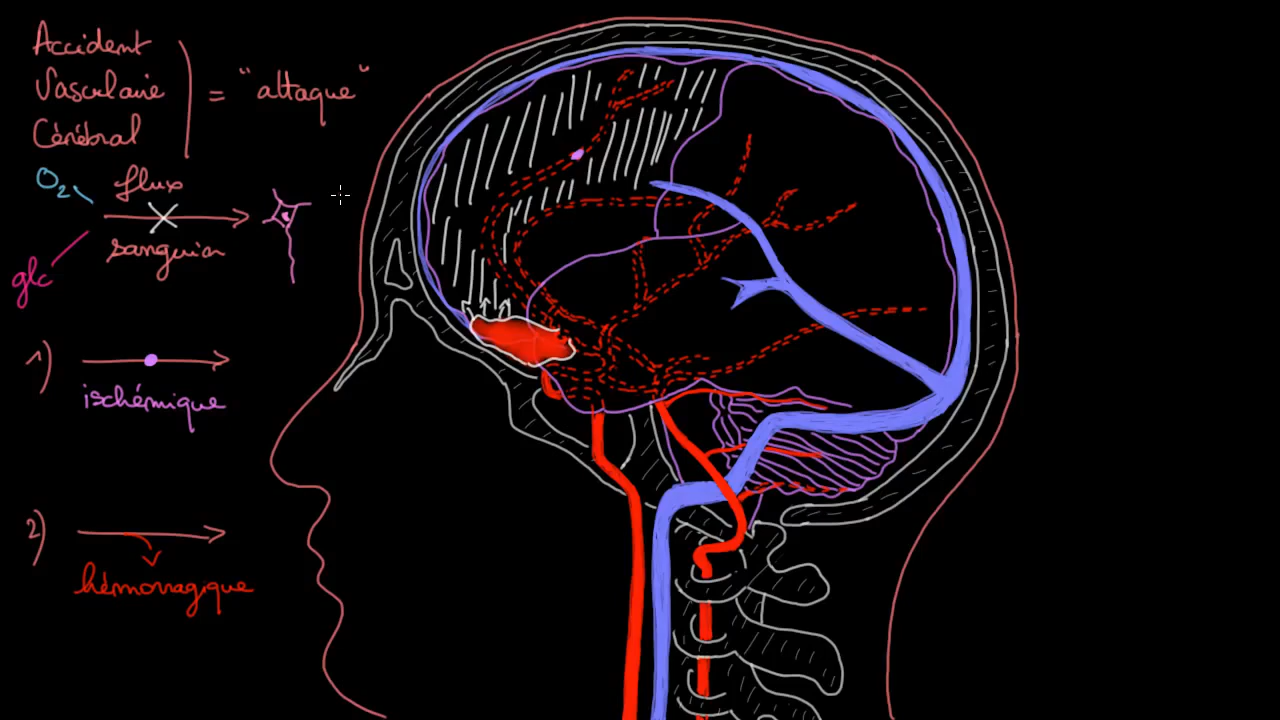 Accident
Vasculaire
Cérébral
= "attaque"
O₂
flux
sanguin
glc
1)
ischémique
2)
hémorragique